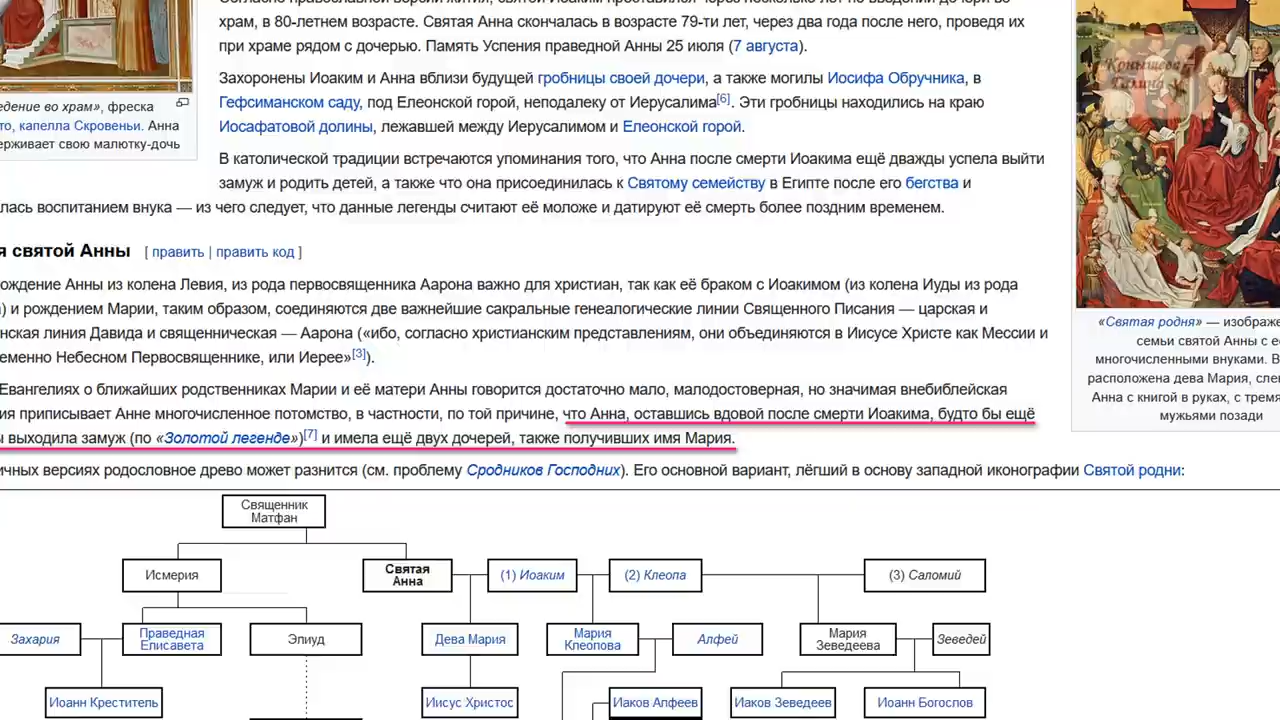 Согласно православной версии жития, святой Иоаким преставился через несколько лет по введении дочери во
храм, в 80-летнем возрасте. Святая Анна скончалась в возрасте 79-ти лет, через два года после него, проведя их
при храме рядом с дочерью. Память Успения праведной Анны 25 июля (7 августа).
Захоронены Иоаким и Анна вблизи будущей гробницы своей дочери, а также могилы Иосифа Обручника, в
Гефсиманском саду, под Елеонской горой, неподалеку от Иерусалима[6]. Эти гробницы находились на краю
Иосафатовой долины, лежавшей между Иерусалимом и Елеонской горой.
едение во храм», фреска
то, капелла Скровеньи. Анна
ерживает свою малютку-дочь
В католической традиции встречаются упоминания того, что Анна после смерти Иоакима ещё дважды успела выйти
замуж и родить детей, а также что она присоединилась к Святому семейству в Египте после его бегства и
лась воспитанием внука — из чего следует, что данные легенды считают её моложе и датируют её смерть более поздним временем.
я святой Анны [ править | править код ]
ождение Анны из колена Левия, из рода первосвященника Аарона важно для христиан, так как её браком с Иоакимом (из колена Иуды из рода
) и рождением Марии, таким образом, соединяются две важнейшие сакральные генеалогические линии Священного Писания — царская и
нская линия Давида и священническая — Аарона («ибо, согласно христианским представлениям, они объединяются в Иисусе Христе как Мессии и
еменно Небесном Первосвященнике, или Иерее»[3]).
Евангелиях о ближайших родственниках Марии и её матери Анны говорится достаточно мало, малодостоверная, но значимая внебиблейская
ия приписывает Анне многочисленное потомство, в частности, по той причине, что Анна, оставшись вдовой после смерти Иоакима, будто бы ещё
ы выходила замуж (по «Золотой легенде»)[7] и имела ещё двух дочерей, также получивших имя Мария.
ичных версиях родословное древо может разнится (см. проблему Сродников Господних). Его основной вариант, лёгший в основу западной иконографии Святой родни:
Крнышева
Галина
«Святая родня» — изображе
семьи святой Анны с е
многочисленными внуками. В
расположена дева Мария, сле
Анна с книгой в руках, с трем
мужьями позади
Священник
Матфан
Исмерия
Святая
Анна
(1) Иоаким
(2) Клеопа
(3) Саломий
Захария
Праведная
Елисавета
Элиуд
Дева Мария
Мария
Клеопова
Алфей
Мария
Зеведеева
Зеведей
Иоанн Креститель
Иисус Христос
Иаков Алфеев
Иаков Зеведеев
Иоанн Богослов